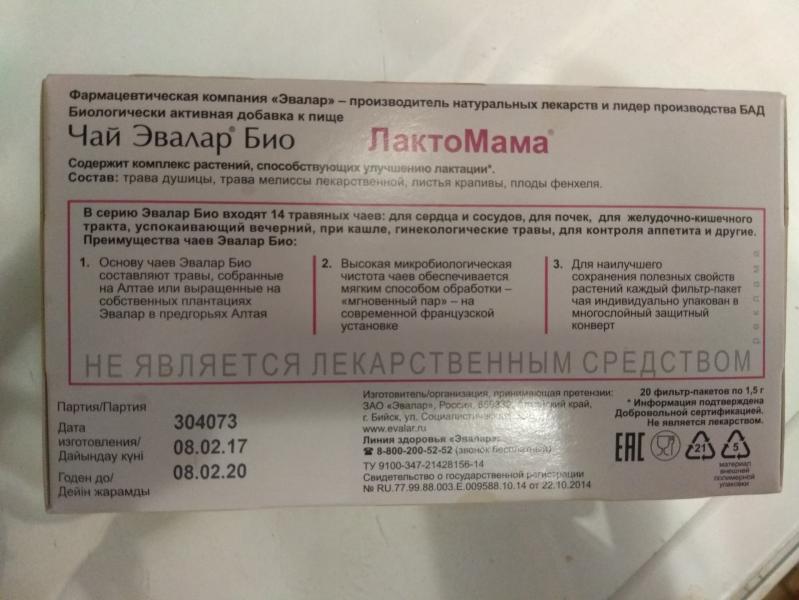 Фармацевтическая компания «Эвалар» – производитель натуральных лекарств и лидер производства БАД
Биологически активная добавка к пище
Чай Эвалар® Био ЛактоМама®
Содержит комплекс растений, способствующих улучшению лактации*.
Состав: трава душицы, трава мелиссы лекарственной, листья крапивы, плоды фенхеля.
В серию Эвалар Био входят 14 травяных чаев: для сердца и сосудов, для почек, для желудочно-кишечного
тракта, успокаивающий вечерний, при кашле, гинекологические травы, для контроля аппетита и другие.
Преимущества чаев Эвалар Био:
1. Основу чаев Эвалар Био
составляют травы, собранные
на Алтае или выращенные на
собственных плантациях
Эвалар в предгорьях Алтая
2. Высокая микробиологическая
чистота чаев обеспечивается
мягким способом обработки –
«мгновенный пар» – на
современной французской
установке
3. Для наилучшего
сохранения полезных свойств
растений каждый фильтр-пакет
чая индивидуально упакован в
многослойный защитный
конверт
реклама
НЕ ЯВЛЯЕТСЯ ЛЕКАРСТВЕННЫМ СРЕДСТВОМ
Партия/Партия 304073
Дата
изготовления/ 08.02.17
Дайындау күні
Годен до/ 08.02.20
Дейін жарамды
Изготовитель/организация, принимающая претензии:
ЗАО «Эвалар», Россия, край,
г. Бийск, ул.
www.evalar.ru
Линия здоровья «Эвалар»:
8-800-200-52-52 (звонок бесплатный)
ТУ 9100-347-21428156-14
Свидетельство о государственной регистрации
№ RU.77.99.88.003.Е.009588.10.14 от 22.10.2014
20 фильтр-пакетов по 1,5 г
* Информация подтверждена
Добровольной сертификацией.
Не является лекарством.
EAC 21 5
материал
внешней
полимерной
упаковки